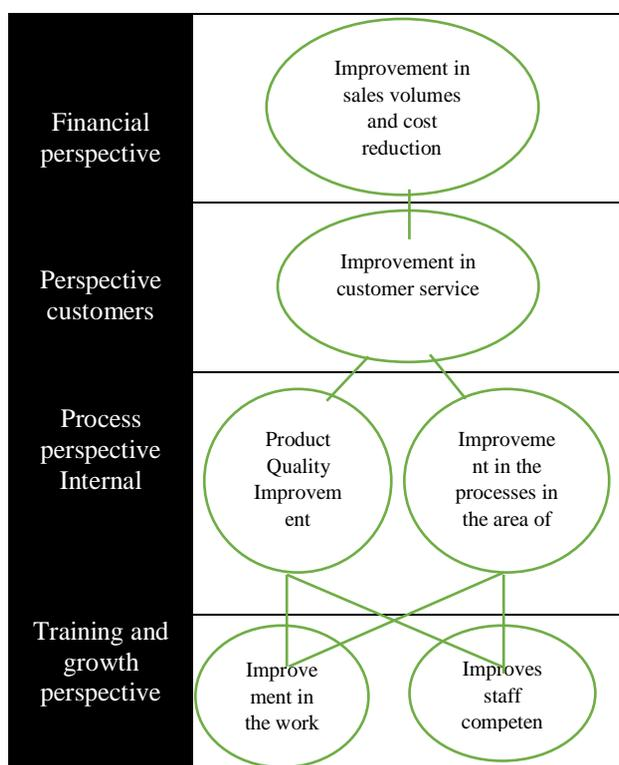 Financial
perspective
Improvement in
sales volumes
and cost
reduction
Perspective
customers
Improvement in
customer service
Process
perspective
Internal
Product
Quality
Improvem
ent
Improveme
nt in the
processes in
the area of
Training and
growth
perspective
Improve
ment in
the work
Improves
staff
competen